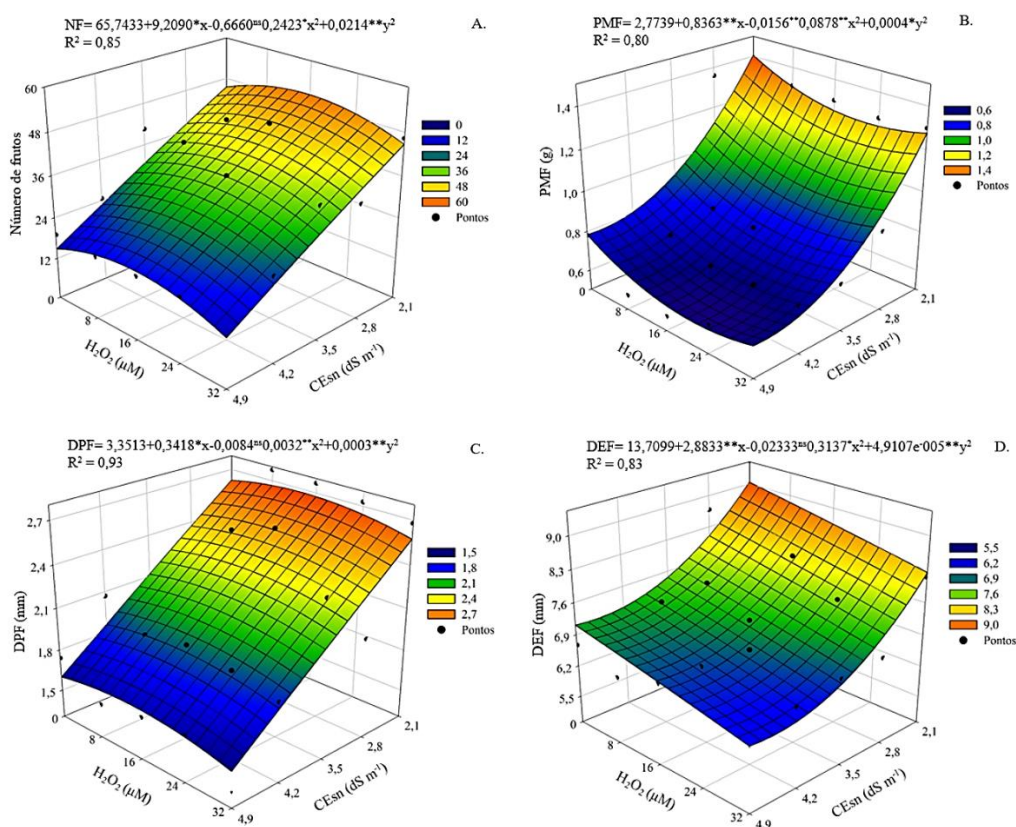 NF= 65,7433+9,2090*x-0,6660ⁿˢ0,2423*x²+0,0214**y²
R² = 0,85
A.
Número de frutos
60
48
36
24
12
0
8
16
24
32
H₂O₂ (µM)
4,9
4,2
3,5
2,8
2,1
CEsn (dS m⁻¹)
0
12
24
36
48
60
Pontos
PMF= 2,7739+0,8363**x-0,0156**0,0878**x²+0,0004*y²
R² = 0,80
B.
PMF (g)
1,4
1,2
1,0
0,8
0,6
0
8
16
24
32
H₂O₂ (µM)
4,9
4,2
3,5
2,8
2,1
CEsn (dS m⁻¹)
0,6
0,8
1,0
1,2
1,4
Pontos
DPF= 3,3513+0,3418*x-0,0084ⁿˢ0,0032**x²+0,0003**y²
R² = 0,93
C.
DPF (mm)
2,7
2,4
2,1
1,8
1,5
0
8
16
24
32
H₂O₂ (µM)
4,9
4,2
3,5
2,8
2,1
CEsn (dS m⁻¹)
1,5
1,8
2,1
2,4
2,7
Pontos
DEF= 13,7099+2,8833**x-0,02333ⁿˢ0,3137*x²+4,9107e⁻005**y²
R² = 0,83
D.
DEF (mm)
9,0
8,3
7,6
6,9
6,2
5,5
0
8
16
24
32
H₂O₂ (µM)
4,9
4,2
3,5
2,8
2,1
CEsn (dS m⁻¹)
5,5
6,2
6,9
7,6
8,3
9,0
Pontos